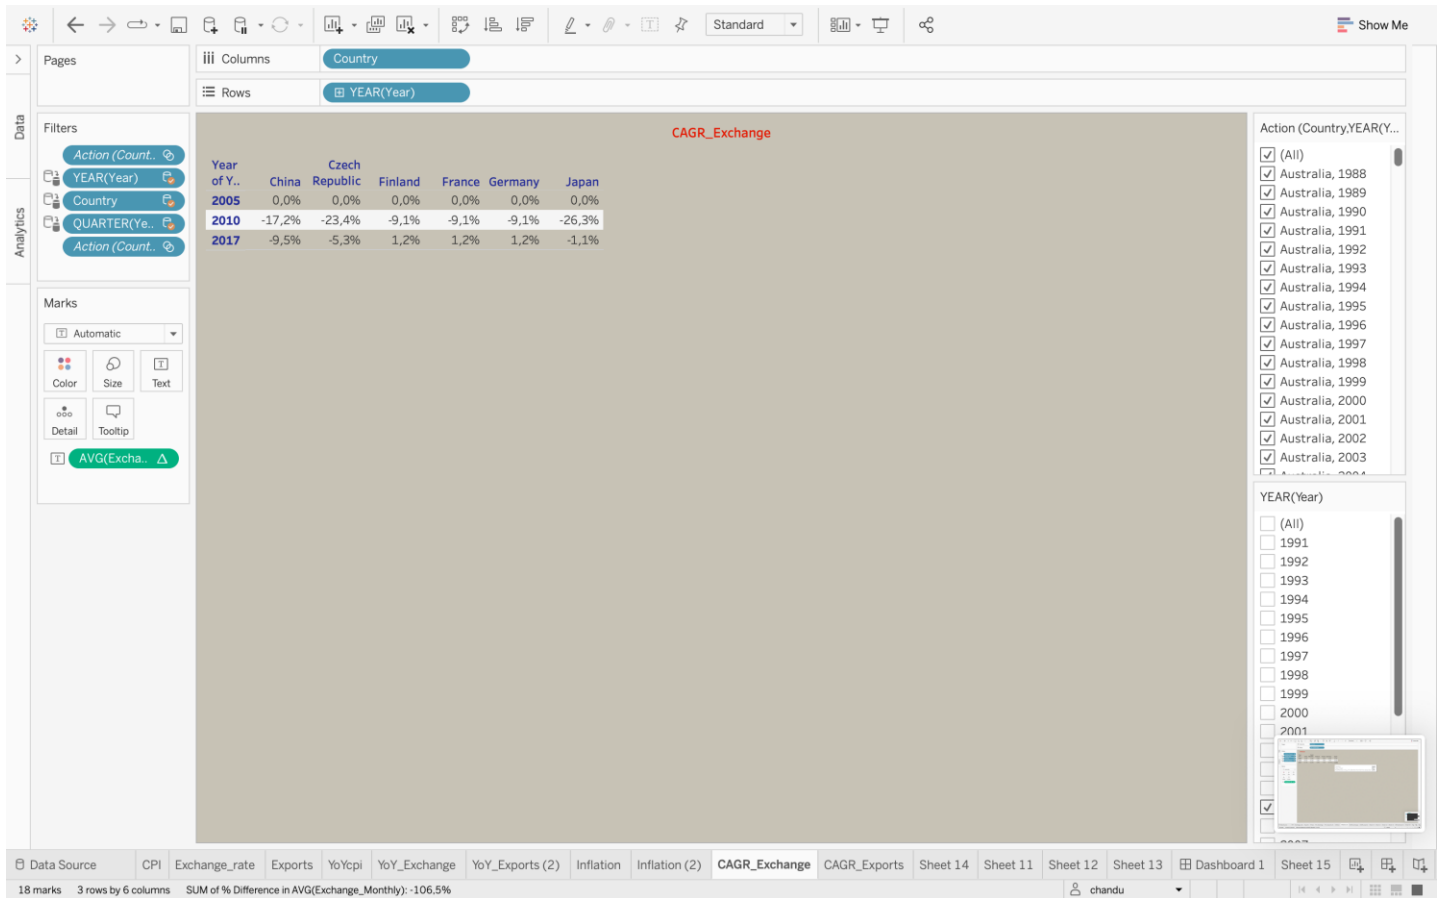 Standard
Show Me
Pages
iii Columns
Country
Rows
YEAR(Year)
Data
Analytics
Filters
Action (Count..
YEAR(Year)
Country
QUARTER(Ye..
Action (Count..
Marks
Automatic
Color
Size
Text
Detail
Tooltip
AVG(Excha..
CAGR_Exchange
Year of Y.. China Czech Republic Finland France Germany Japan
2005 0,0% 0,0% 0,0% 0,0% 0,0% 0,0%
2010 -17,2% -23,4% -9,1% -9,1% -9,1% -26,3%
2017 -9,5% -5,3% 1,2% 1,2% 1,2% -1,1%
Action (Country,YEAR(Y...
(All)
Australia, 1988
Australia, 1989
Australia, 1990
Australia, 1991
Australia, 1992
Australia, 1993
Australia, 1994
Australia, 1995
Australia, 1996
Australia, 1997
Australia, 1998
Australia, 1999
Australia, 2000
Australia, 2001
Australia, 2002
Australia, 2003
YEAR(Year)
(All)
1991
1992
1993
1994
1995
1996
1997
1998
1999
2000
2001
Data Source CPI Exchange_rate Exports YoYcpi YoY_Exchange YoY_Exports (2) Inflation Inflation (2) CAGR_Exchange CAGR_Exports Sheet 14 Sheet 11 Sheet 12 Sheet 13 Dashboard 1 Sheet 15
18 marks 3 rows by 6 columns SUM of % Difference in AVG(Exchange_Monthly): -106,5% chandu